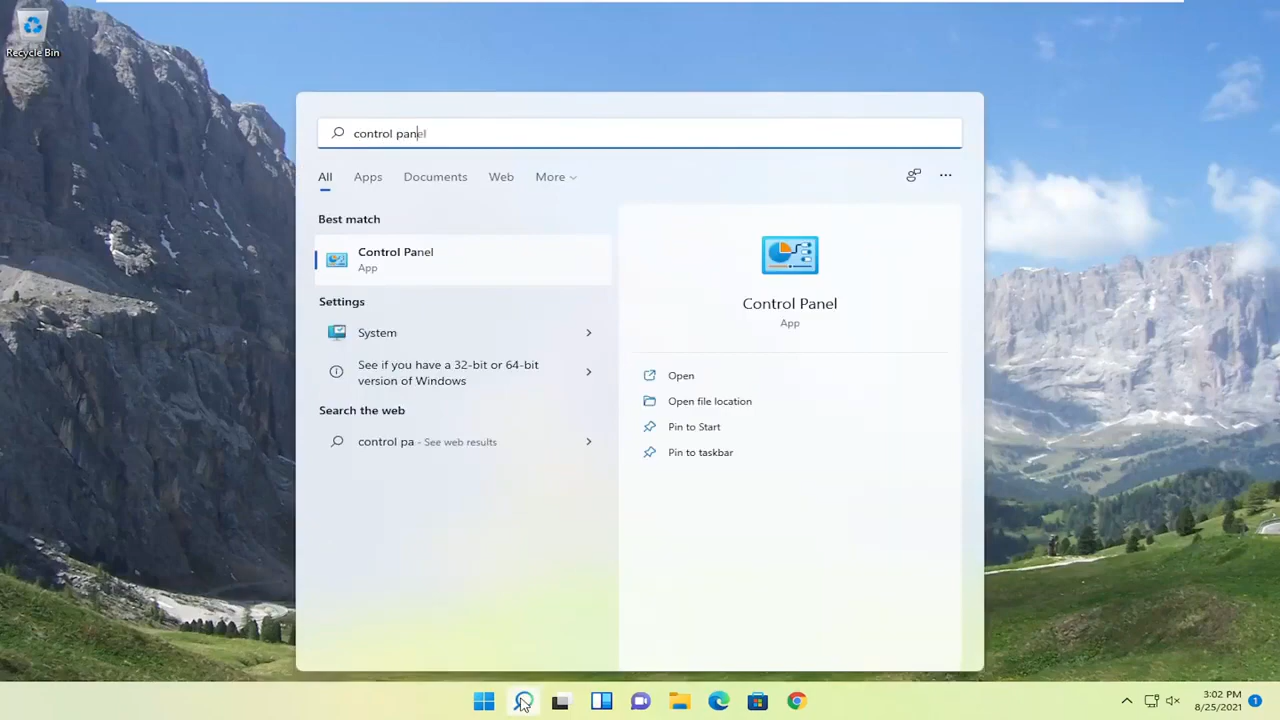 Recycle Bin
control panel
All Apps Documents Web More
Best match
Control Panel
App
Settings
System
See if you have a 32-bit or 64-bit
version of Windows
Search the web
control pa - See web results
Control Panel
App
Open
Open file location
Pin to Start
Pin to taskbar
3:02 PM
8/25/2021
1